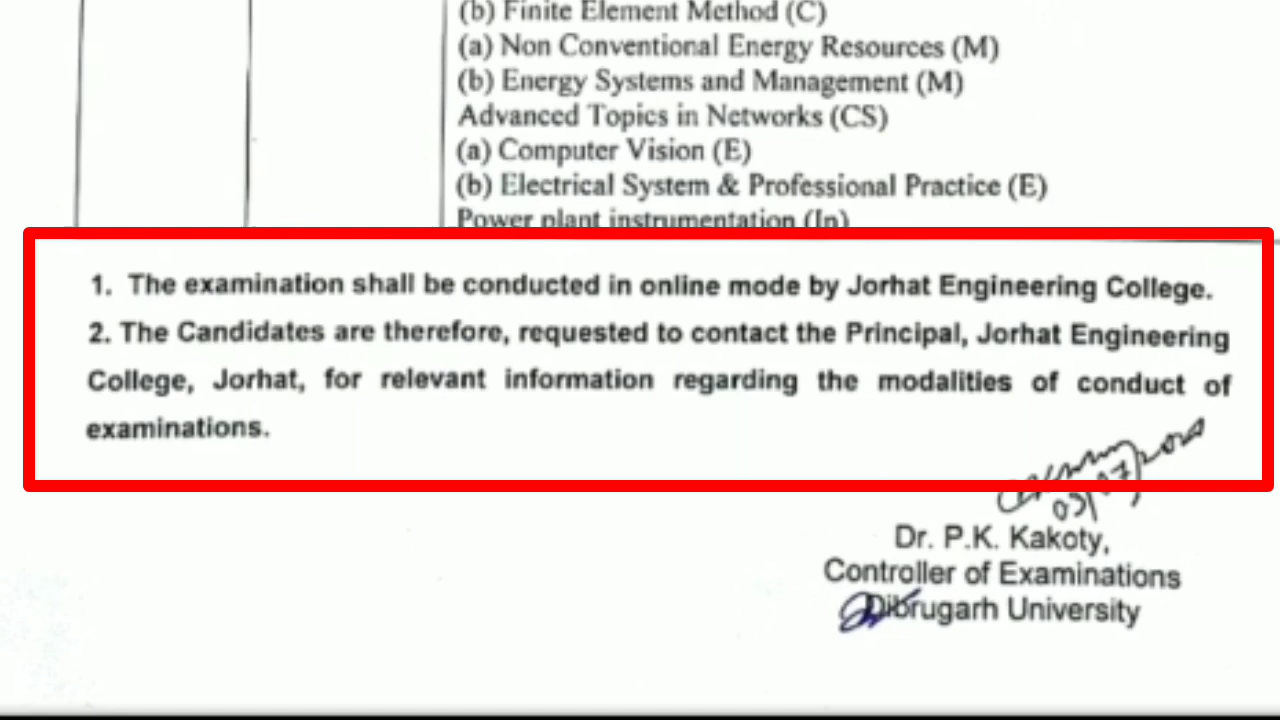 (b) Finite Element Method (C)
(a) Non Conventional Energy Resources (M)
(b) Energy Systems and Management (M)
Advanced Topics in Networks (CS)
(a) Computer Vision (E)
(b) Electrical System & Professional Practice (E)
Power plant instrumentation (In)
1. The examination shall be conducted in online mode by Jorhat Engineering College.
2. The Candidates are therefore, requested to contact the Principal, Jorhat Engineering
College, Jorhat, for relevant information regarding the modalities of conduct of
examinations.
Dr. P.K. Kakoty,
Controller of Examinations
Dibrugarh University